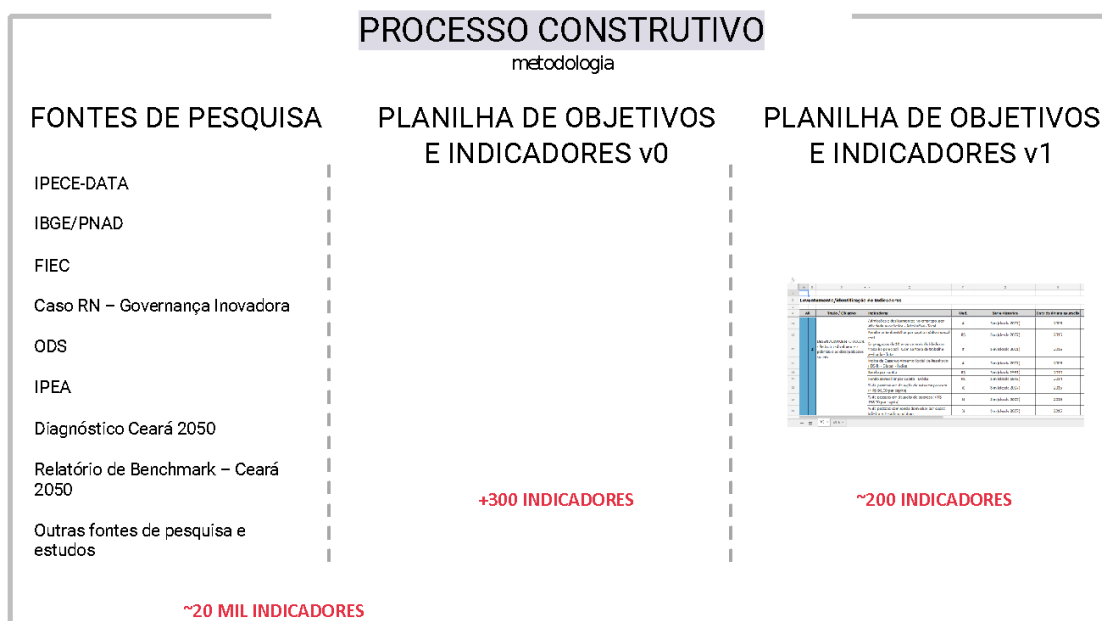 PROCESSO CONSTRUTIVO
metodologia
FONTES DE PESQUISA
IPECE-DATA
IBGE/PNAD
FIEC
Caso RN – Governança Inovadora
ODS
IPEA
Diagnóstico Ceará 2050
Relatório de Benchmark – Ceará
2050
Outras fontes de pesquisa e
estudos
~20 MIL INDICADORES
PLANILHA DE OBJETIVOS
E INDICADORES v0
+300 INDICADORES
PLANILHA DE OBJETIVOS
E INDICADORES v1
Levantamento/Identificação de Indicadores
~200 INDICADORES